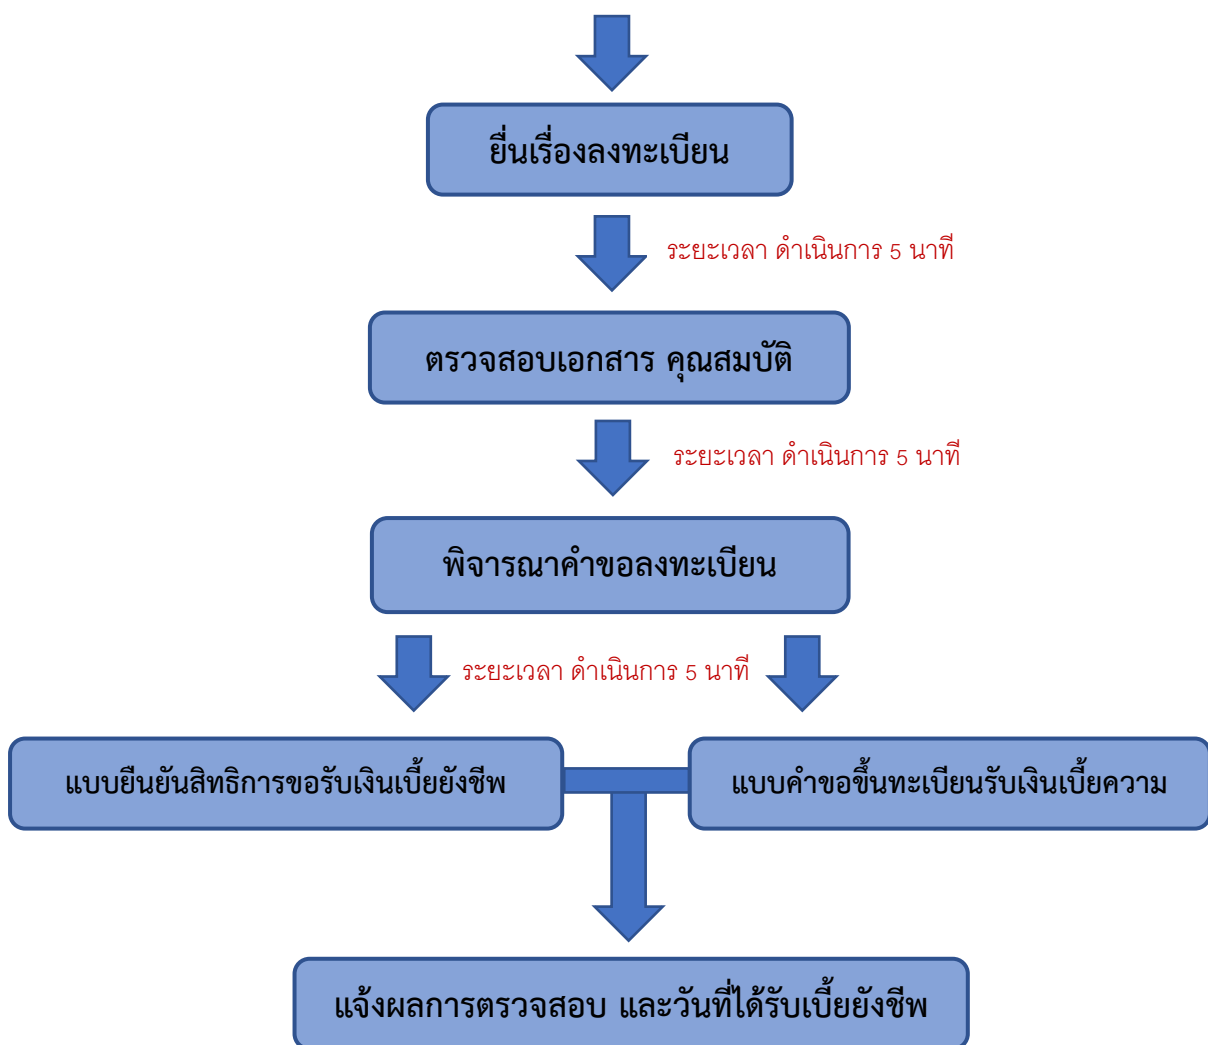 ยื่นเรื่องลงทะเบียน
ระยะเวลา ดำเนินการ 5 นาที
ตรวจสอบเอกสาร คุณสมบัติ
ระยะเวลา ดำเนินการ 5 นาที
พิจารณาคำขอลงทะเบียน
ระยะเวลา ดำเนินการ 5 นาที
แบบยืนยันสิทธิการขอรับเงินเบี้ยยังชีพ
แบบคำขอขึ้นทะเบียนรับเงินเบี้ยความ
แจ้งผลการตรวจสอบ และวันที่ได้รับเบี้ยยังชีพ